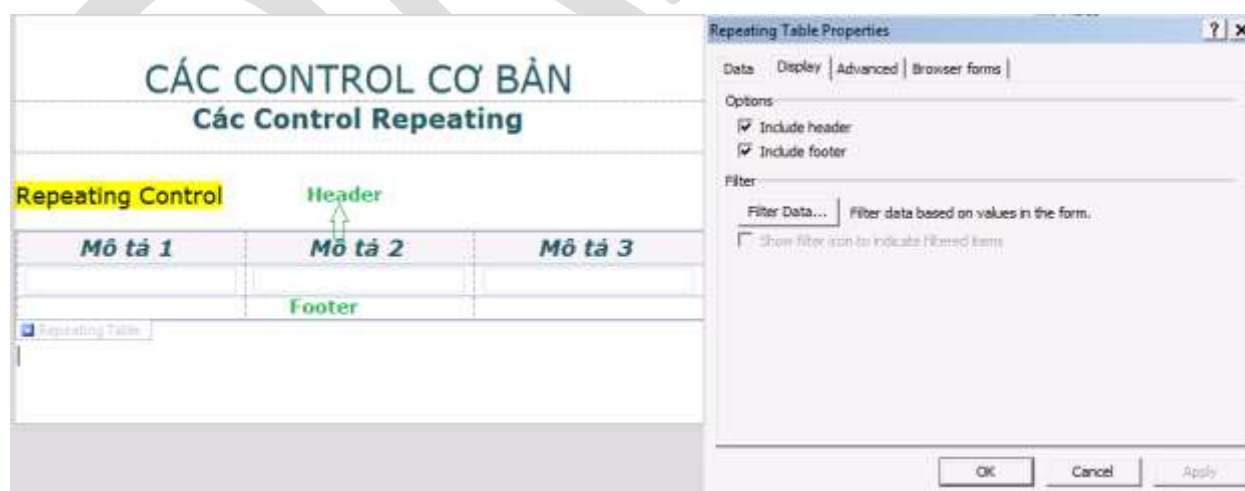 CÁC CONTROL CƠ BẢN
Các Control Repeating
Repeating Control
Header
Mô tả 1 Mô tả 2 Mô tả 3
Footer
Repeating Table
Repeating Table Properties
Data Display Advanced Browser forms
Options
Include header
Include footer
Filter
Filter Data... Filter data based on values in the form.
Show filter icon to indicate filtered items
OK Cancel Apply